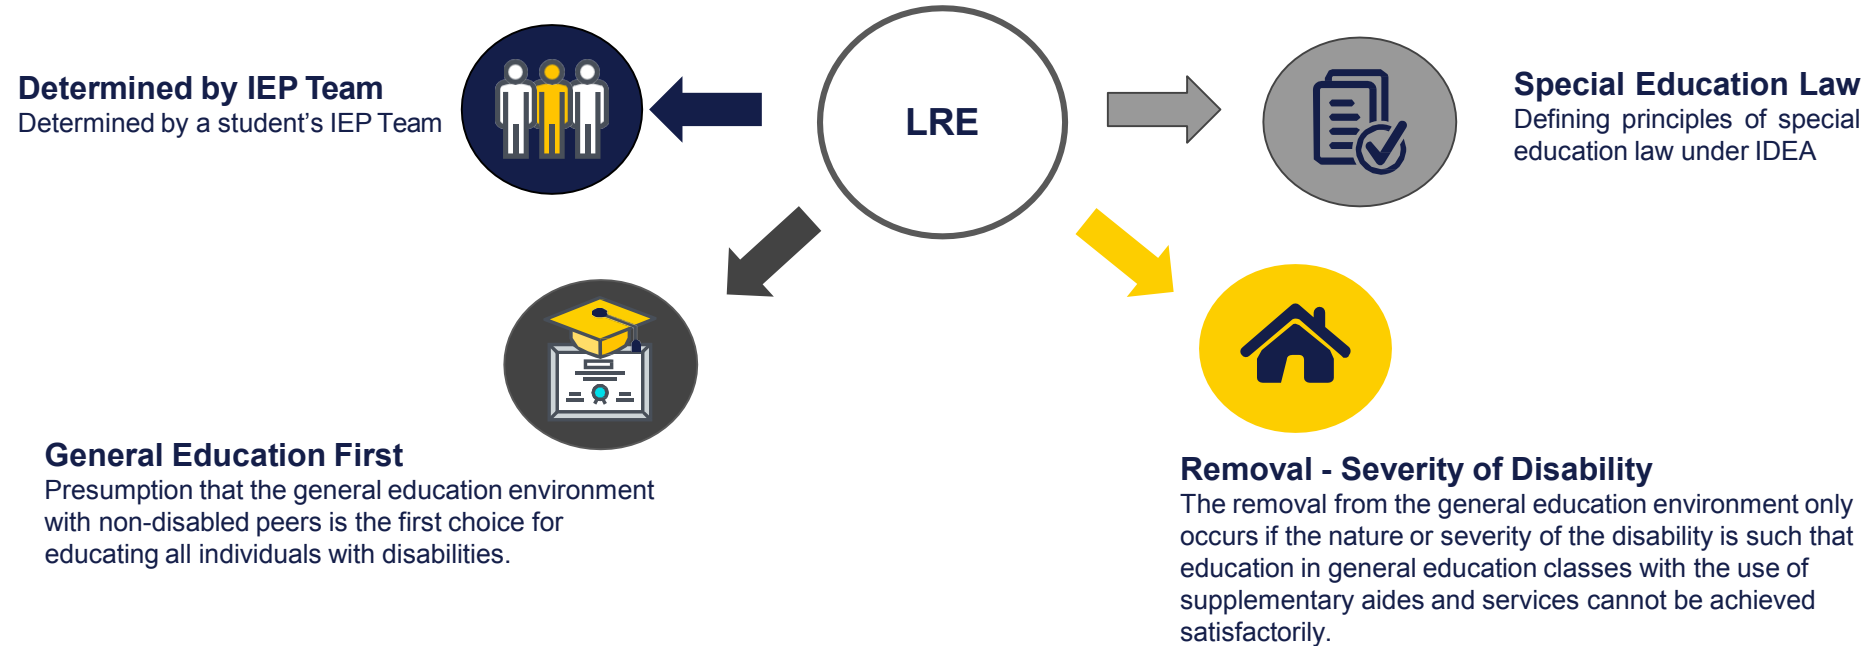 LRE
Determined by IEP Team
Determined by a student’s IEP Team
Special Education Law
Defining principles of special
education law under IDEA
General Education First
Presumption that the general education environment
with non-disabled peers is the first choice for
educating all individuals with disabilities.
Removal - Severity of Disability
The removal from the general education environment only
occurs if the nature or severity of the disability is such that
education in general education classes with the use of
supplementary aides and services cannot be achieved
satisfactorily.